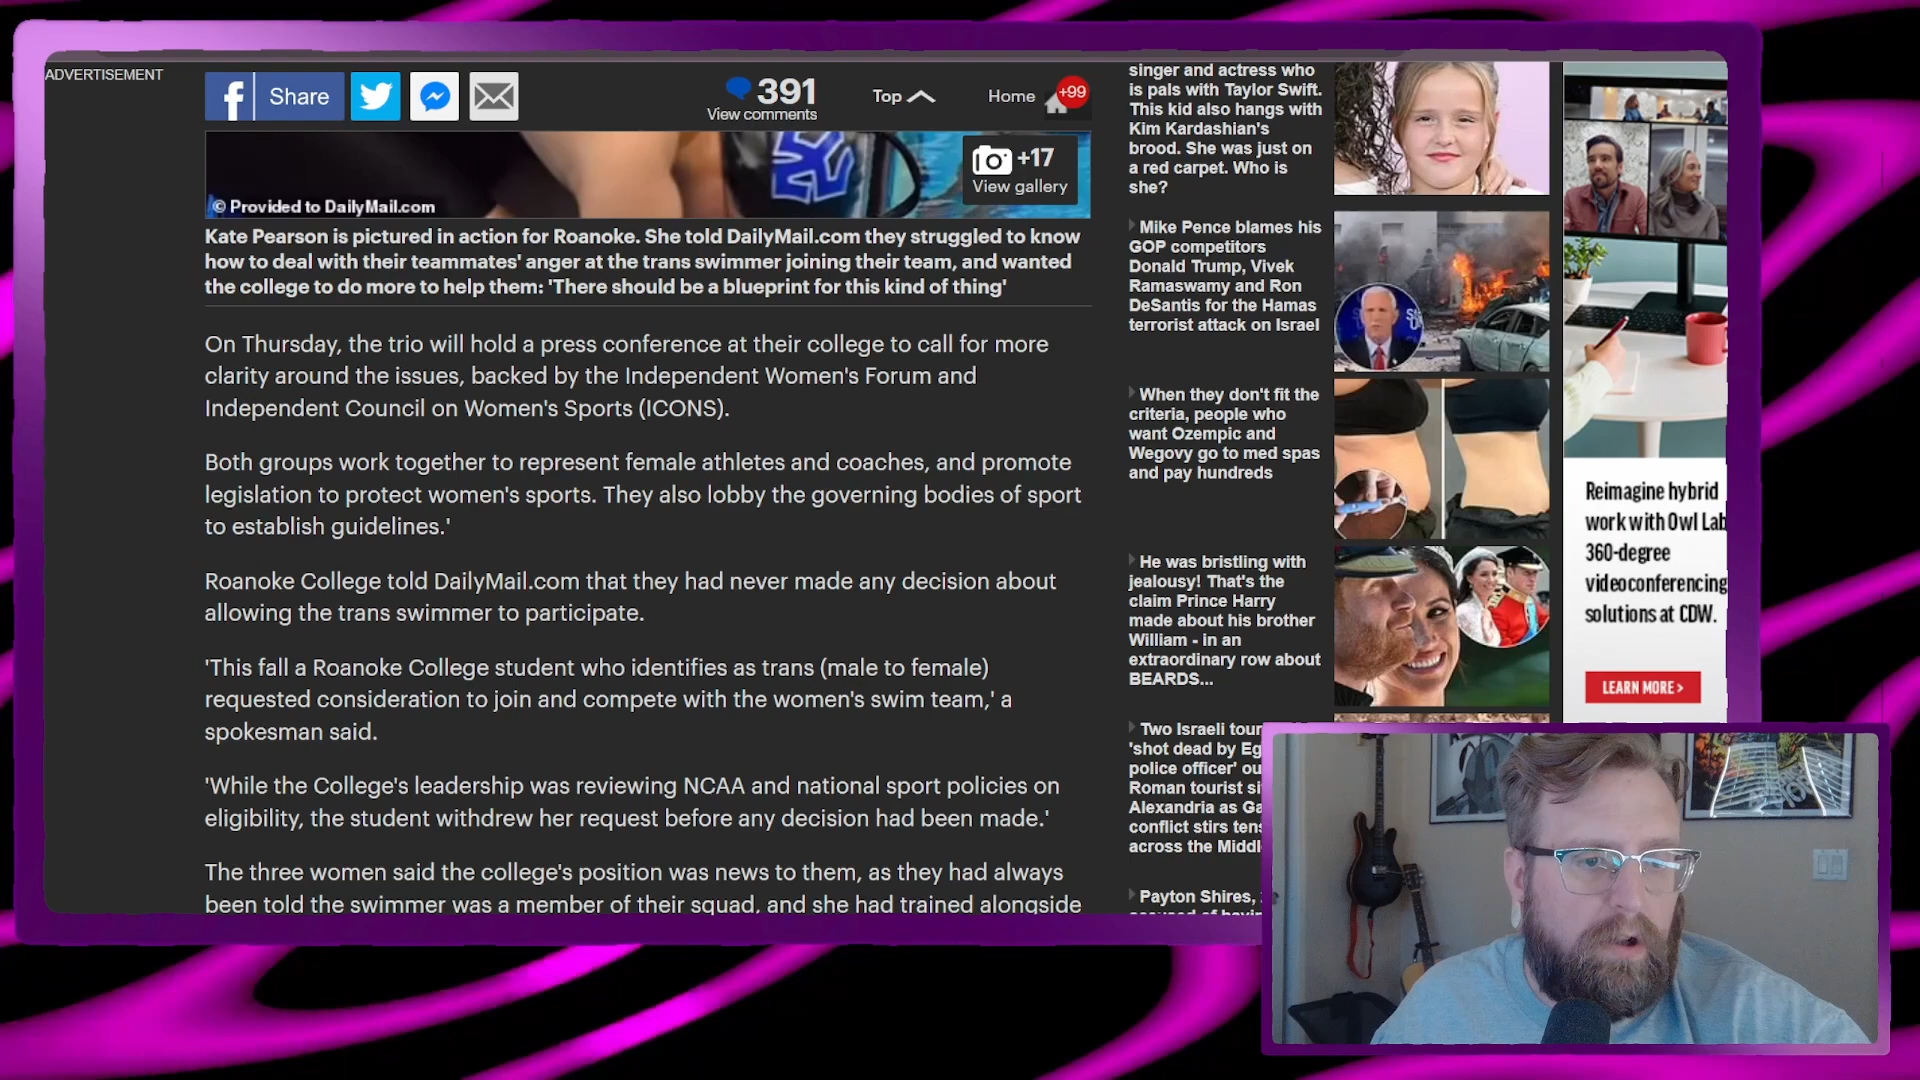 ADVERTISEMENT
Share
391
View comments
Top
Home
+99
+17
View gallery
© Provided to DailyMail.com
Kate Pearson is pictured in action for Roanoke. She told DailyMail.com they struggled to know
how to deal with their teammates' anger at the trans swimmer joining their team, and wanted
the college to do more to help them: 'There should be a blueprint for this kind of thing'
On Thursday, the trio will hold a press conference at their college to call for more
clarity around the issues, backed by the Independent Women's Forum and
Independent Council on Women's Sports (ICONS).
Both groups work together to represent female athletes and coaches, and promote
legislation to protect women's sports. They also lobby the governing bodies of sport
to establish guidelines.'
Roanoke College told DailyMail.com that they had never made any decision about
allowing the trans swimmer to participate.
'This fall a Roanoke College student who identifies as trans (male to female)
requested consideration to join and compete with the women's swim team,' a
spokesman said.
'While the College's leadership was reviewing NCAA and national sport policies on
eligibility, the student withdrew her request before any decision had been made.'
The three women said the college's position was news to them, as they had always
been told the swimmer was a member of their squad, and she had trained alongside
singer and actress who
is pals with Taylor Swift.
This kid also hangs with
Kim Kardashian's
brood. She was just on
a red carpet. Who is
she?
Mike Pence blames his
GOP competitors
Donald Trump, Vivek
Ramaswamy and Ron
DeSantis for the Hamas
terrorist attack on Israel
When they don't fit the
criteria, people who
want Ozempic and
Wegovy go to med spas
and pay hundreds
He was bristling with
jealousy! That's the
claim Prince Harry
made about his brother
William - in an
extraordinary row about
BEARDS...
Two Israeli tour
'shot dead by Eg
police officer' ou
Roman tourist si
Alexandria as Ga
conflict stirs tens
across the Middl
Payton Shires,
Reimagine hybrid
work with Owl Lab
360-degree
videoconferencing
solutions at CDW.
LEARN MORE >